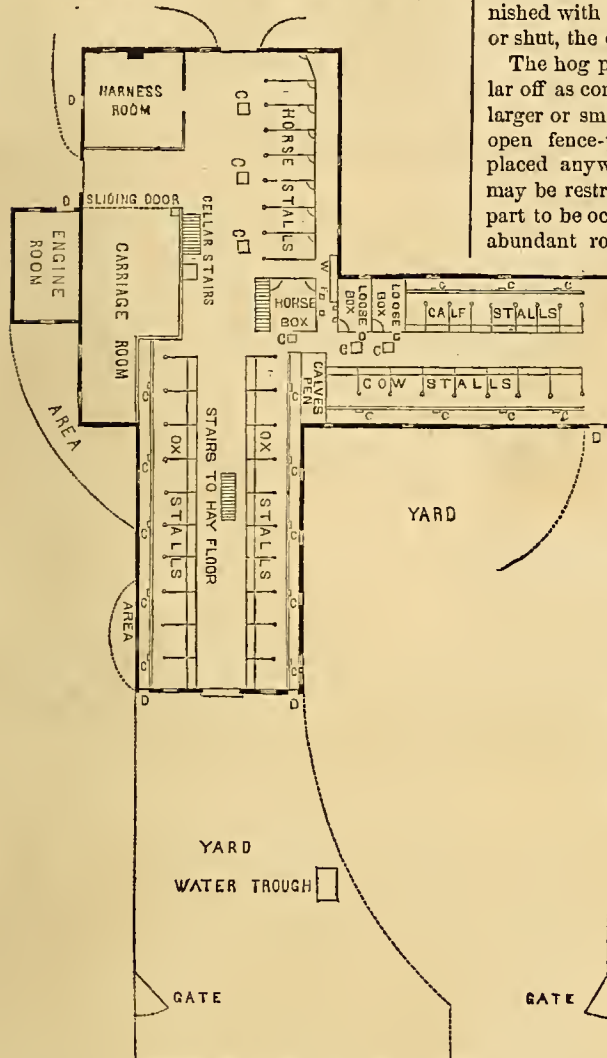 nished with
or shut, the
The hog p
lar off as con
larger or sm
open fence-
placed anyw
may be restr
part to be oc
abundant ro
HARNESS
ROOM
D
C
C
C
HORSE STALLS
D
SLIDING DOOR
CELLAR STAIRS
ENGINE
ROOM
CARRIAGE
ROOM
HORSE
BOX
C
W
LOOSE
BOX
LOOSE
BOX
C
C
C
C
C
C
CALF STALLS
C
C
CALVES
PEN
COW STALLS
C
C
C
C
D
AREA
OX STALLS
STAIRS TO HAY FLOOR
OX STALLS
C
C
C
C
C
C
C
C
C
C
AREA
YARD
D
D
YARD
WATER TROUGH
GATE
GATE